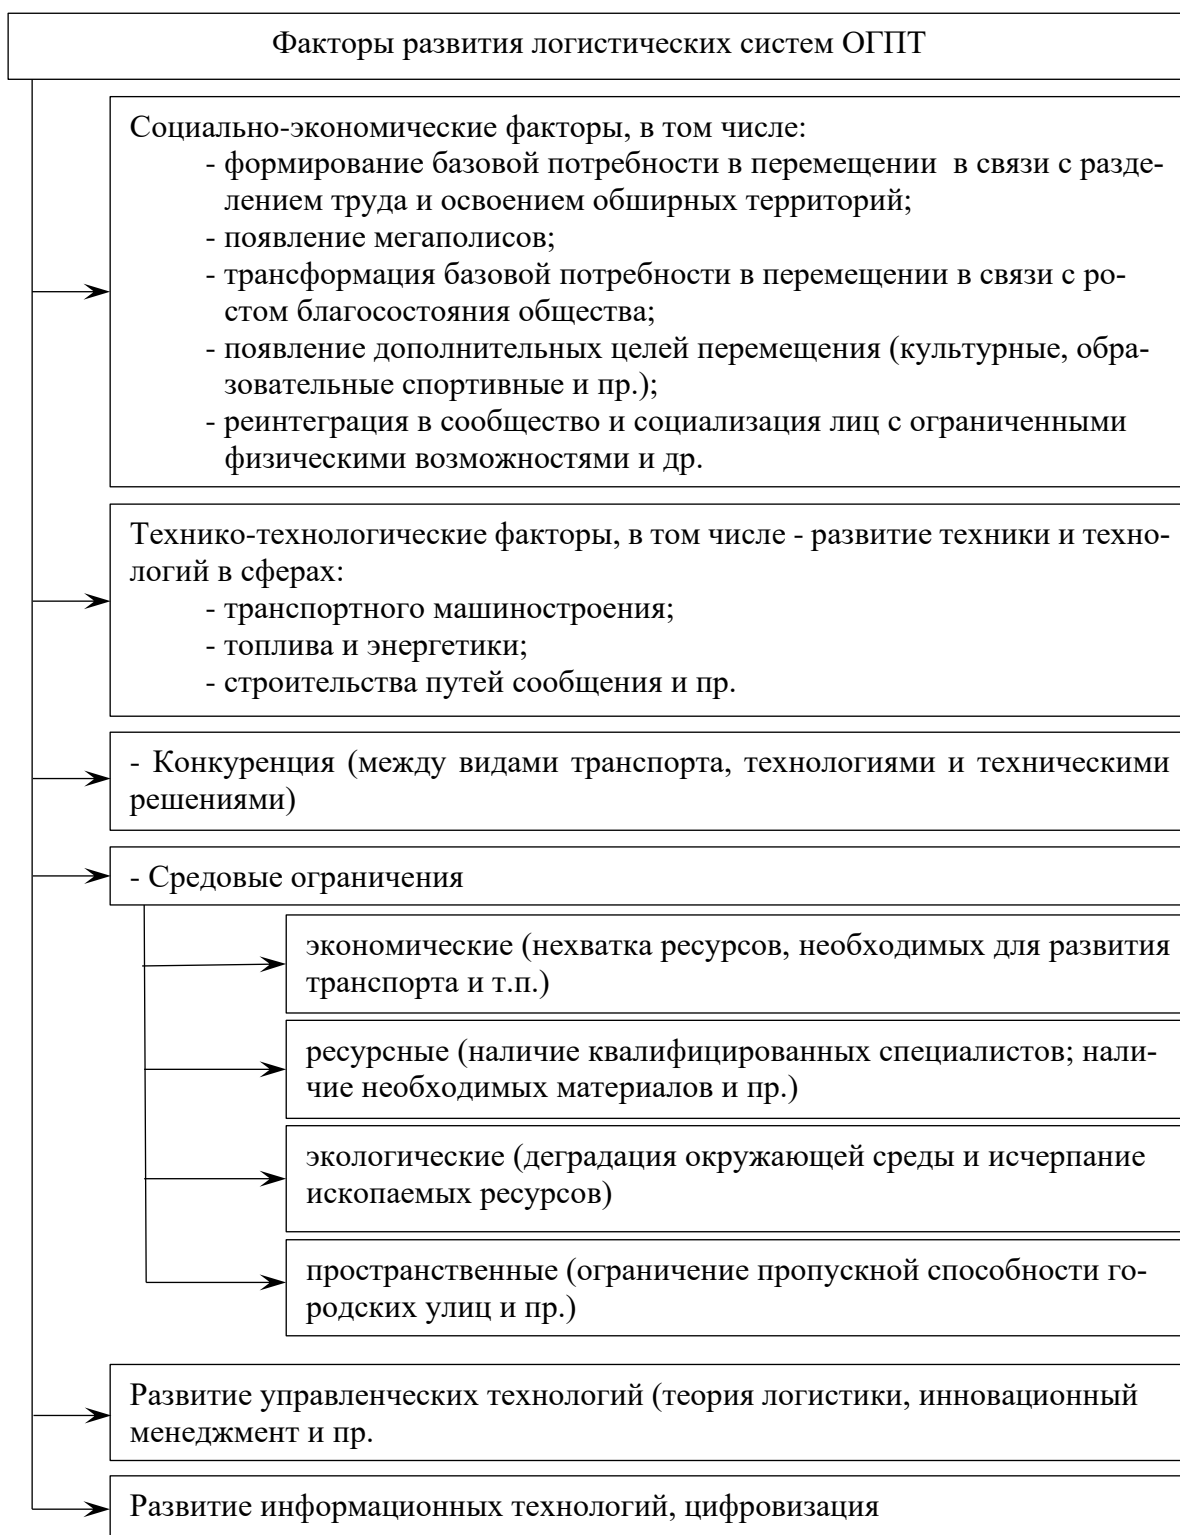 Факторы развития логистических систем ОГПТ
Социально-экономические факторы, в том числе:
- формирование базовой потребности в перемещении  в связи с разде-
лением труда и освоением обширных территорий;
- появление мегаполисов;
- трансформация базовой потребности в перемещении в связи с ро-
стом благосостояния общества;
- появление дополнительных целей перемещения (культурные, обра-
зовательные спортивные и пр.);
- реинтеграция в сообщество и социализация лиц с ограниченными
физическими возможностями и др.
Технико-технологические факторы, в том числе - развитие техники и техно-
логий в сферах:
- транспортного машиностроения;
- топлива и энергетики;
- строительства путей сообщения и пр.
- Конкуренция (между видами транспорта, технологиями и техническими
решениями)
- Средовые ограничения
экономические (нехватка ресурсов, необходимых для развития
транспорта и т.п.)
ресурсные (наличие квалифицированных специалистов; нали-
чие необходимых материалов и пр.)
экологические (деградация окружающей среды и исчерпание
ископаемых ресурсов)
пространственные (ограничение пропускной способности го-
родских улиц и пр.)
Развитие управленческих технологий (теория логистики, инновационный
менеджмент и пр.
Развитие информационных технологий, цифровизация